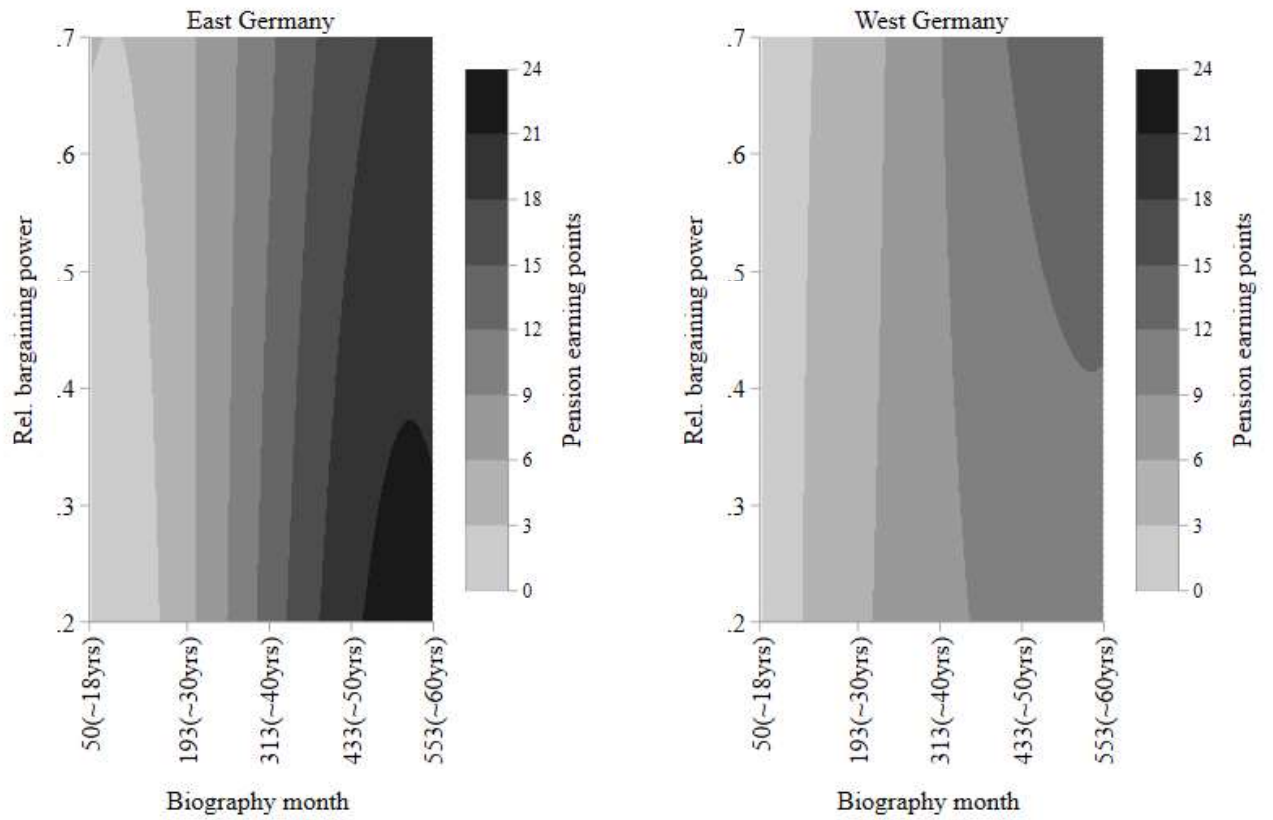 East Germany
.7
.6
.5
.4
.3
.2
Rel. bargaining power
50(~18yrs)
193(~30yrs)
313(~40yrs)
433(~50yrs)
553(~60yrs)
Biography month
24
21
18
15
12
9
6
3
0
Pension earning points
West Germany
.7
.6
.5
.4
.3
.2
Rel. bargaining power
50(~18yrs)
193(~30yrs)
313(~40yrs)
433(~50yrs)
553(~60yrs)
Biography month
24
21
18
15
12
9
6
3
0
Pension earning points